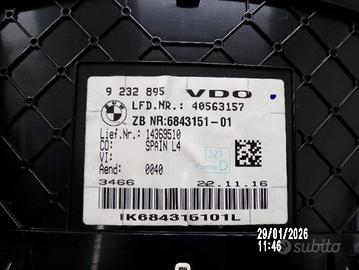 9 232 895 VDO
LFD.NR.: 40563157
ZB NR:6843151-01
Lief.Nr.: 14369510
CO: SPAIN L4
VI:
Aend: 0040
221
D
3466 22.11.16
IK684315101L
29/01/2026
11:46
subito